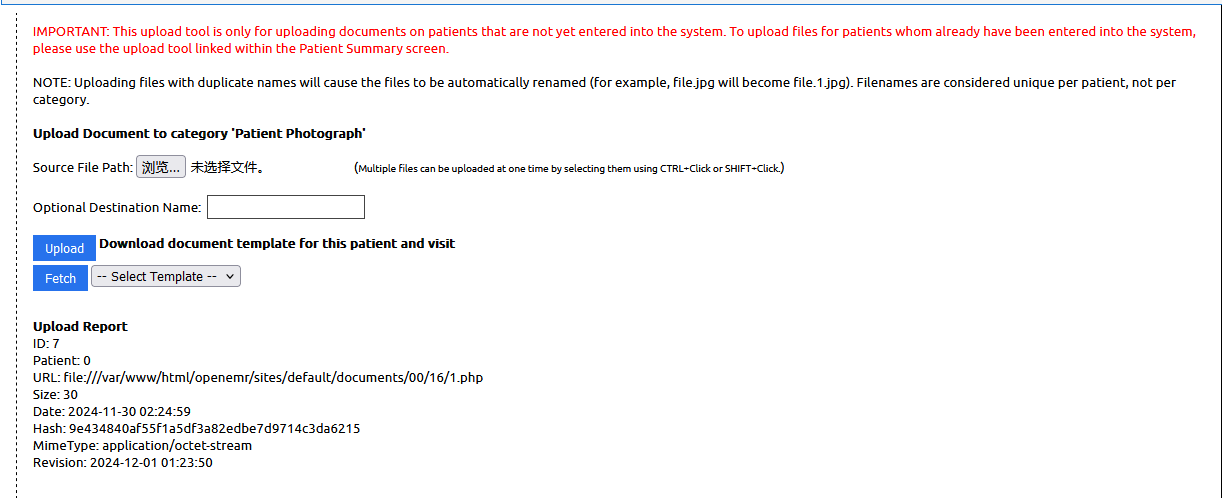 IMPORTANT: This upload tool is only for uploading documents on patients that are not yet entered into the system. To upload files for patients whom already have been entered into the system,
please use the upload tool linked within the Patient Summary screen.
NOTE: Uploading files with duplicate names will cause the files to be automatically renamed (for example, file.jpg will become file.1.jpg). Filenames are considered unique per patient, not per
category.
Upload Document to category 'Patient Photograph'
Source File Path: 浏览... 未选择文件。 (Multiple files can be uploaded at one time by selecting them using CTRL+Click or SHIFT+Click.)
Optional Destination Name:
Upload Download document template for this patient and visit
Fetch -- Select Template --
Upload Report
ID: 7
Patient: 0
URL: file:///var/www/html/openemr/sites/default/documents/00/16/1.php
Size: 30
Date: 2024-11-30 02:24:59
Hash: 9e434840af55f1a5df3a82edbe7d9714c3da6215
MimeType: application/octet-stream
Revision: 2024-12-01 01:23:50